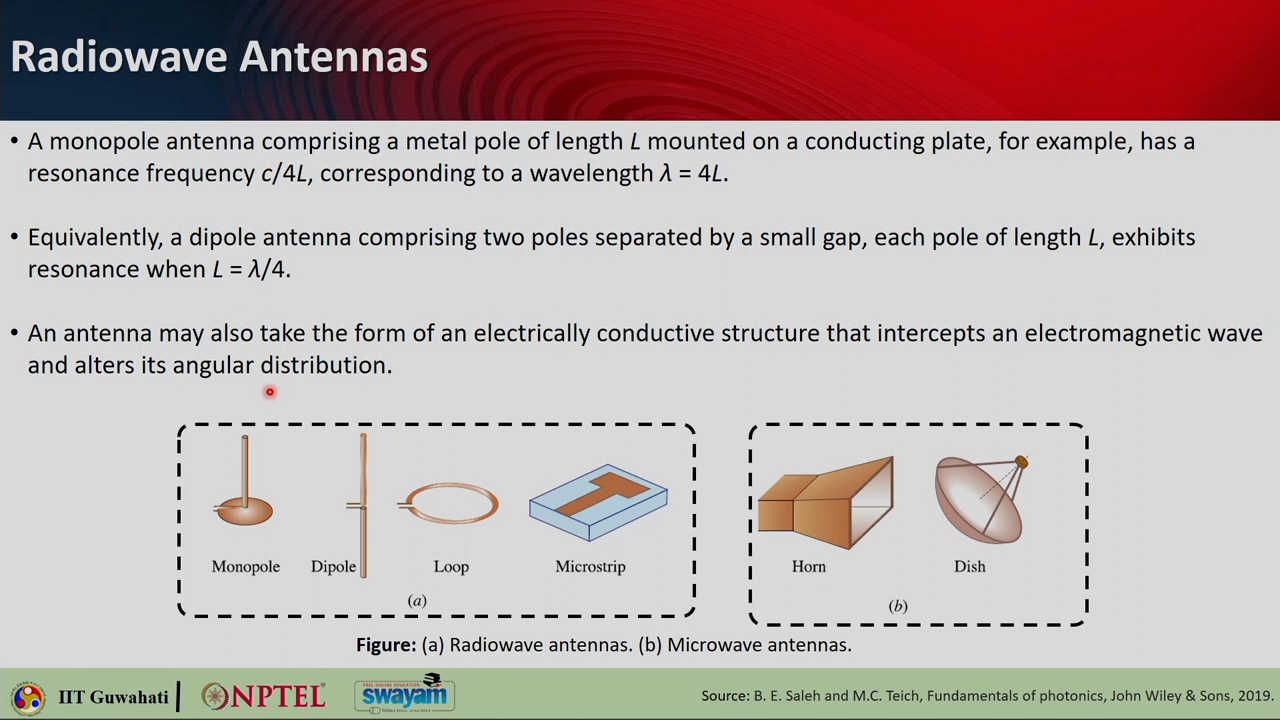 Radiowave Antennas
• A monopole antenna comprising a metal pole of length L mounted on a conducting plate, for example, has a
resonance frequency c/4L, corresponding to a wavelength λ = 4L.
• Equivalently, a dipole antenna comprising two poles separated by a small gap, each pole of length L, exhibits
resonance when L = λ/4.
• An antenna may also take the form of an electrically conductive structure that intercepts an electromagnetic wave
and alters its angular distribution.
Monopole Dipole Loop Microstrip
(a)
Horn Dish
(b)
Figure: (a) Radiowave antennas. (b) Microwave antennas.
IIT Guwahati NPTEL FREE ONLINE EDUCATION swayam
Source: B. E. Saleh and M.C. Teich, Fundamentals of photonics, John Wiley & Sons, 2019.